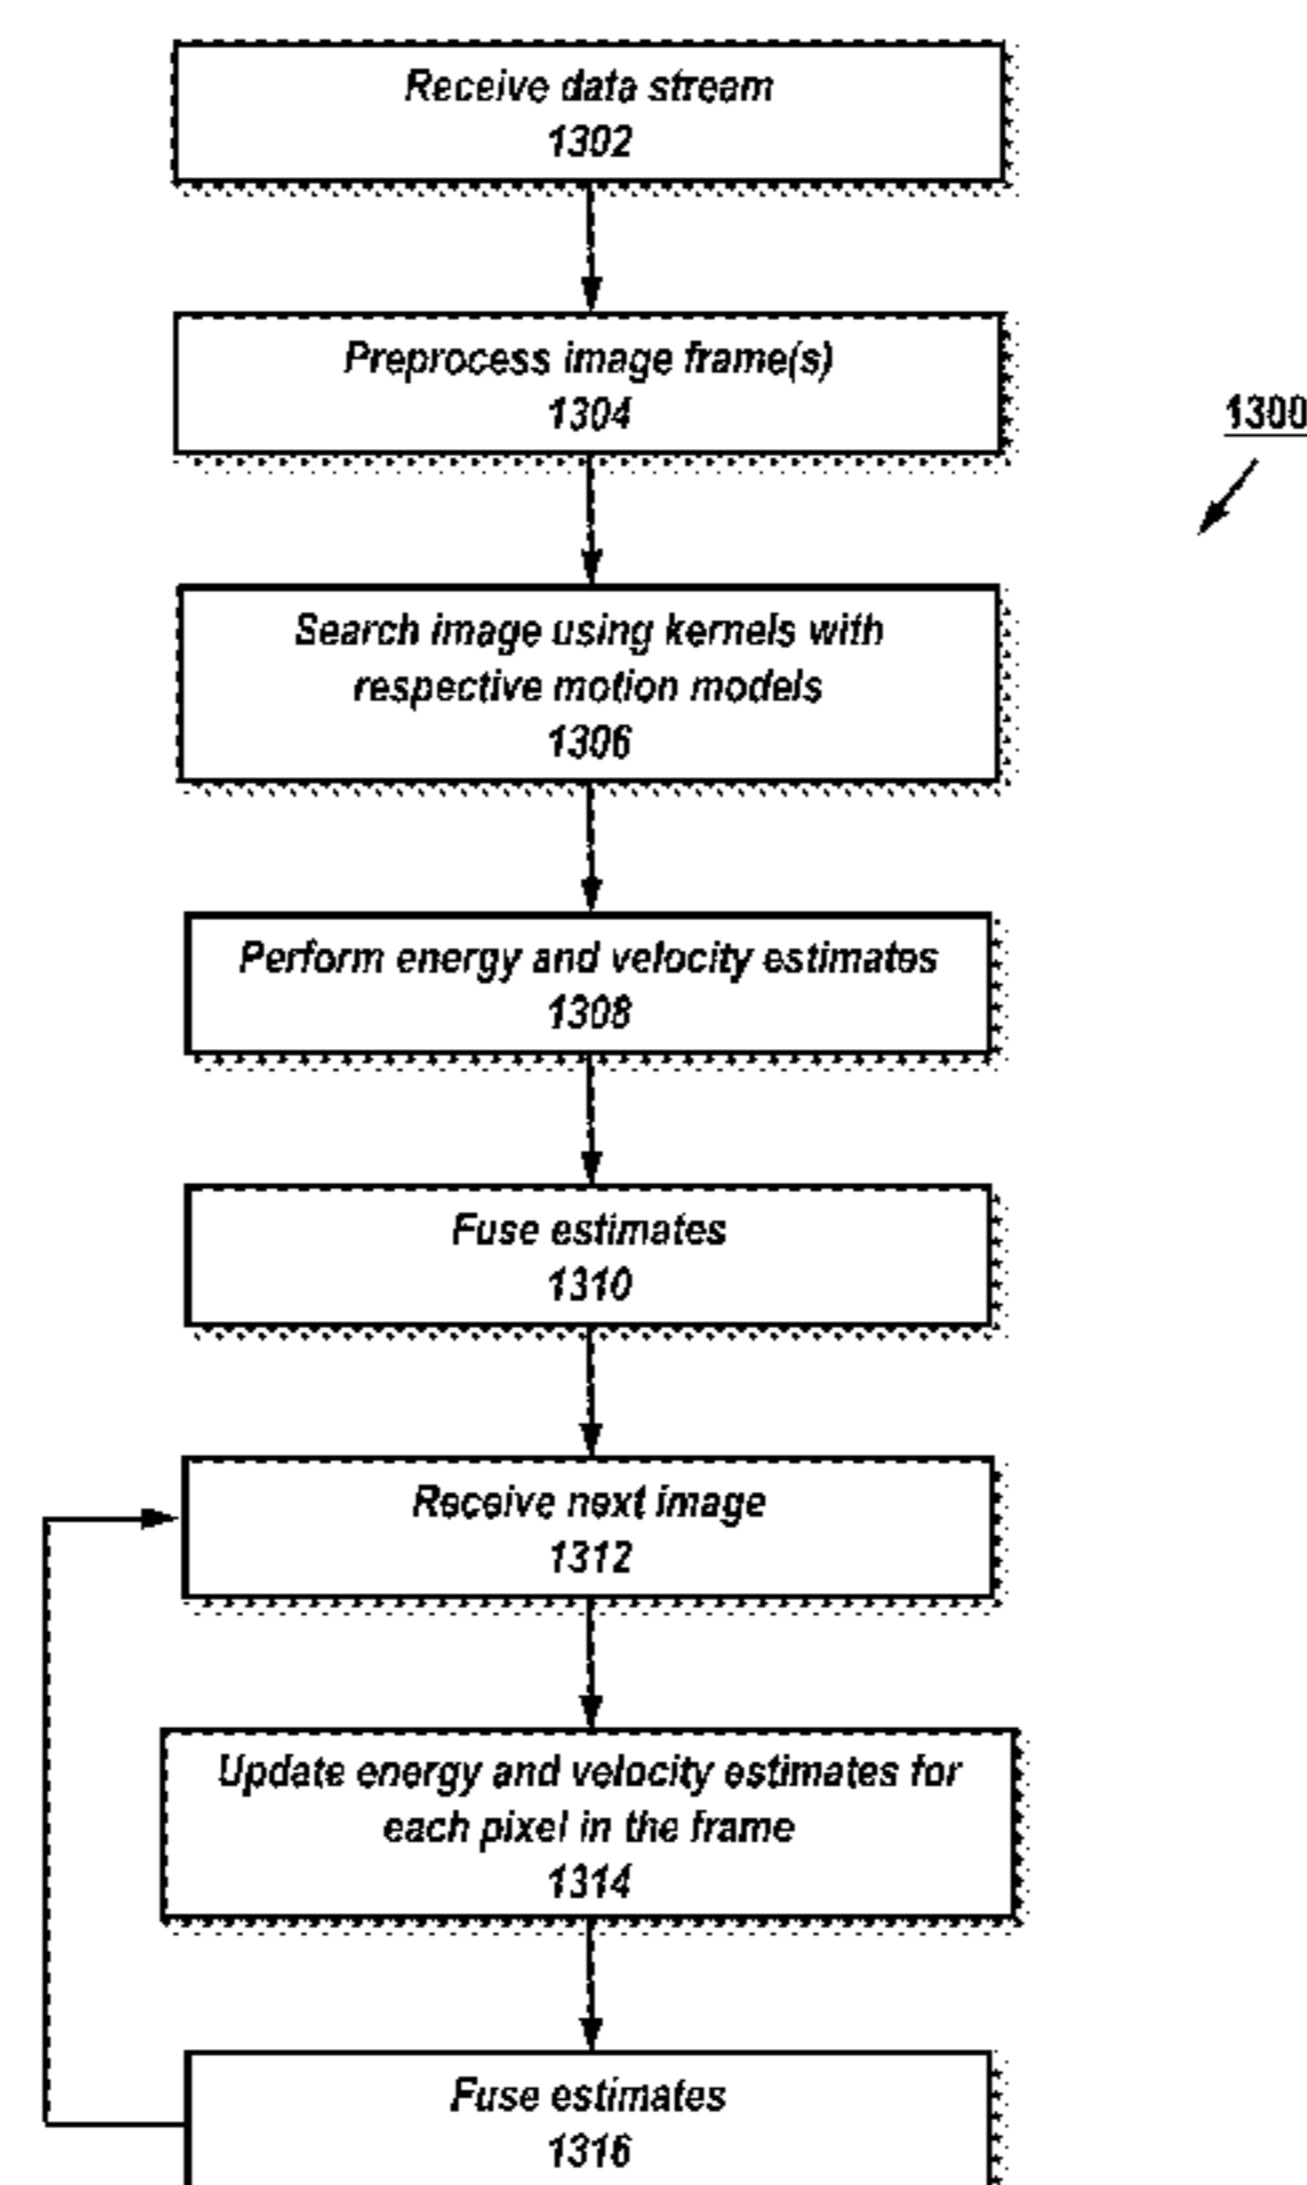 Receive data stream
1302
Preprocess image frame(s)
1304
1300
Search image using kernels with
respective motion models
1306
Perform energy and velocity estimates
1308
Fuse estimates
1310
Receive next image
1312
Update energy and velocity estimates for
each pixel in the frame
1314
Fuse estimates
1316